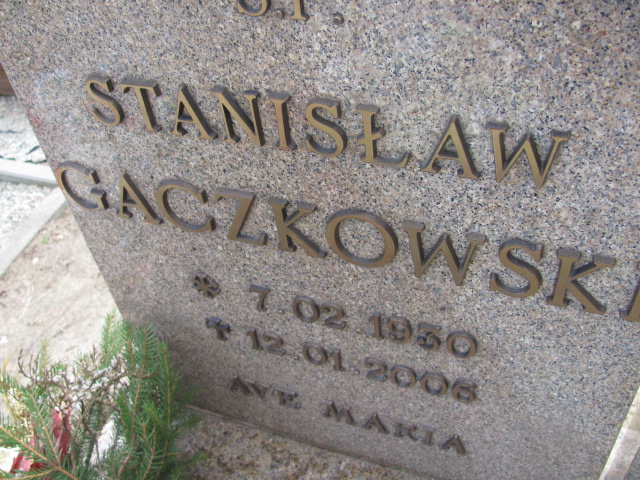 Ś.P.
STANISŁAW
GACZKOWSKI
* 7.02.1950
† 12.01.2006
AVE MARIA